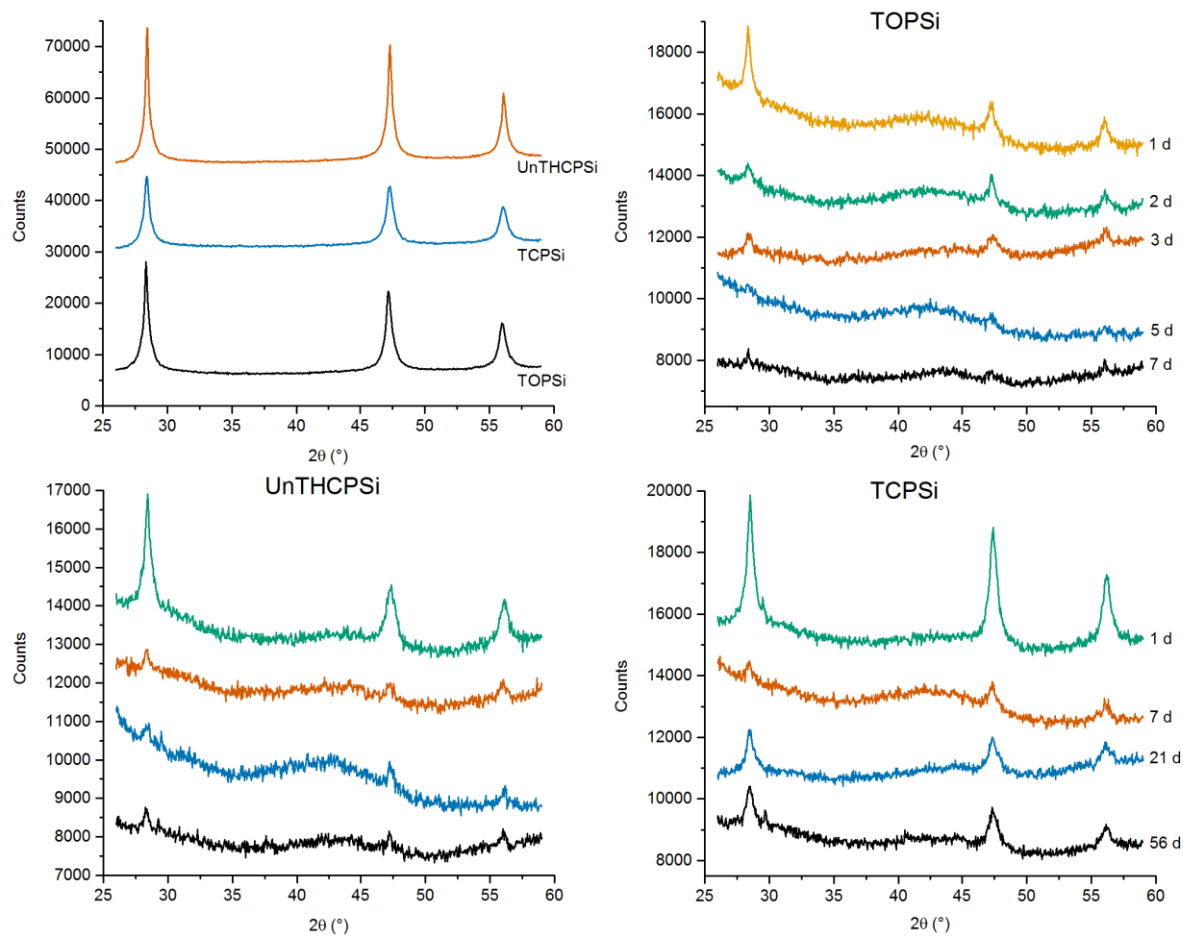 Counts
70000
60000
50000
40000
30000
20000
10000
0
UnTHCPSi
TCPSi
TOPSi
25 30 35 40 45 50 55 60
2θ (°)
TOPSi
Counts
18000
16000
14000
12000
10000
8000
1 d
2 d
3 d
5 d
7 d
25 30 35 40 45 50 55 60
2θ (°)
UnTHCPSi
Counts
17000
16000
15000
14000
13000
12000
11000
10000
9000
8000
7000
25 30 35 40 45 50 55 60
2θ (°)
TCPSi
Counts
20000
18000
16000
14000
12000
10000
8000
1 d
7 d
21 d
56 d
25 30 35 40 45 50 55 60
2θ (°)